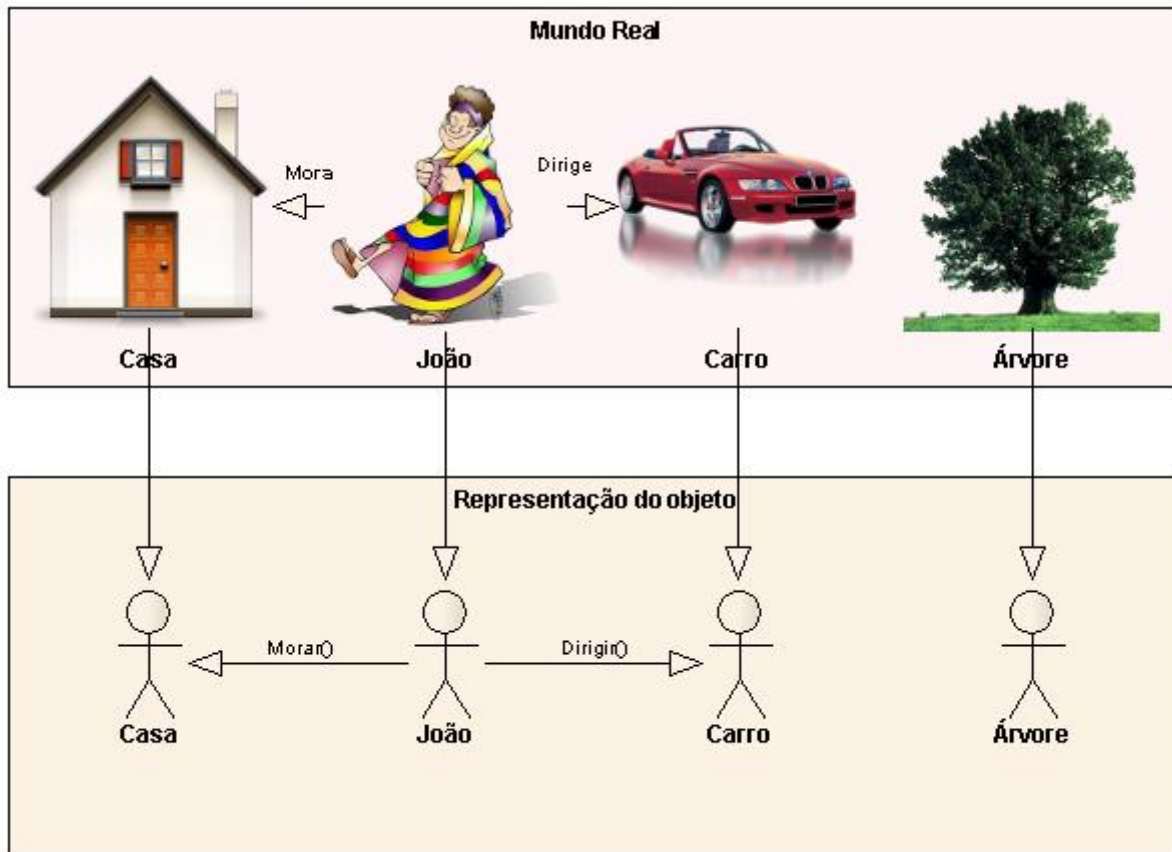 Mundo Real
Mora
Dirige
Casa
João
Carro
Árvore
Representação do objeto
Morar()
Dirigir()
Casa
João
Carro
Árvore